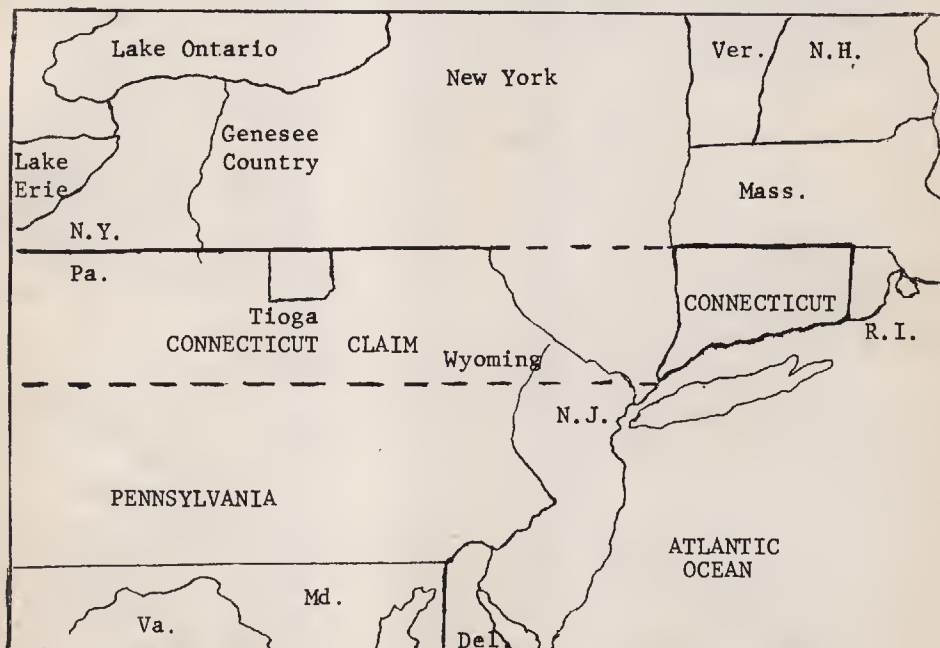 Lake Ontario
New York
Ver.
N.H.
Genesee
Country
Lake
Erie
Mass.
N.Y.
Pa.
Tioga
CONNECTICUT CLAIM
CONNECTICUT
R.I.
Wyoming
N.J.
PENNSYLVANIA
ATLANTIC
OCEAN
Md.
Va.
Del